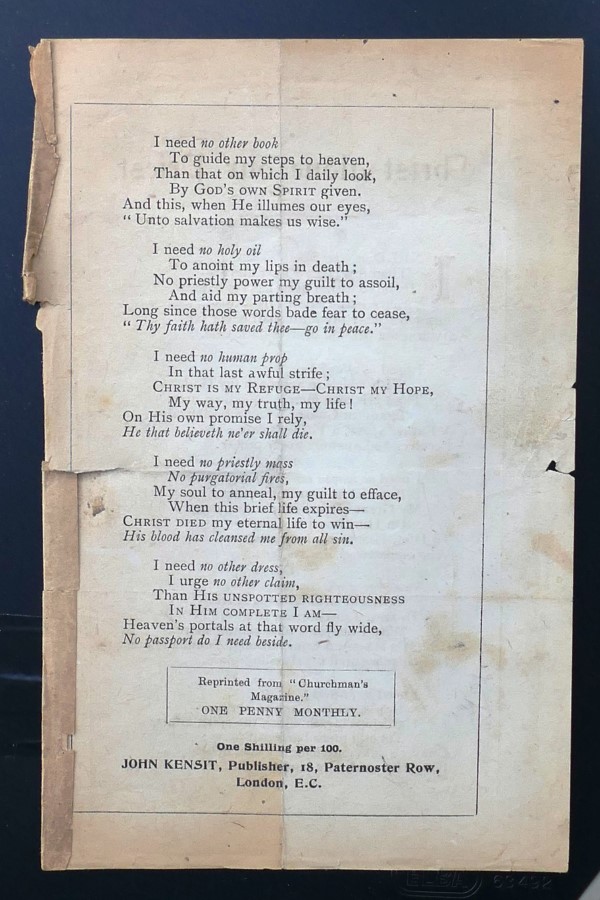 I need no other book
To guide my steps to heaven,
Than that on which I daily look,
By GOD'S OWN SPIRIT given.
And this, when He illumes our eyes,
" Unto salvation makes us wise."
I need no holy oil
To anoint my lips in death ;
No priestly power my guilt to assoil,
And aid my parting breath ;
Long since those words bade fear to cease,
" Thy faith hath saved thee—go in peace."
I need no human prop
In that last awful strife ;
CHRIST IS MY REFUGE—CHRIST MY HOPE,
My way, my truth, my life !
On His own promise I rely,
He that believeth ne'er shall die.
I need no priestly mass
No purgatorial fires,
My soul to anneal, my guilt to efface,
When this brief life expires—
CHRIST DIED my eternal life to win—
His blood has cleansed me from all sin.
I need no other dress,
I urge no other claim,
Than HIS UNSPOTTED RIGHTEOUSNESS
IN HIM COMPLETE I AM—
Heaven's portals at that word fly wide,
No passport do I need beside.
Reprinted from " Churchman's
Magazine."
ONE PENNY MONTHLY.
One Shilling per 100.
JOHN KENSIT, Publisher, 18, Paternoster Row,
London, E.C.
63492